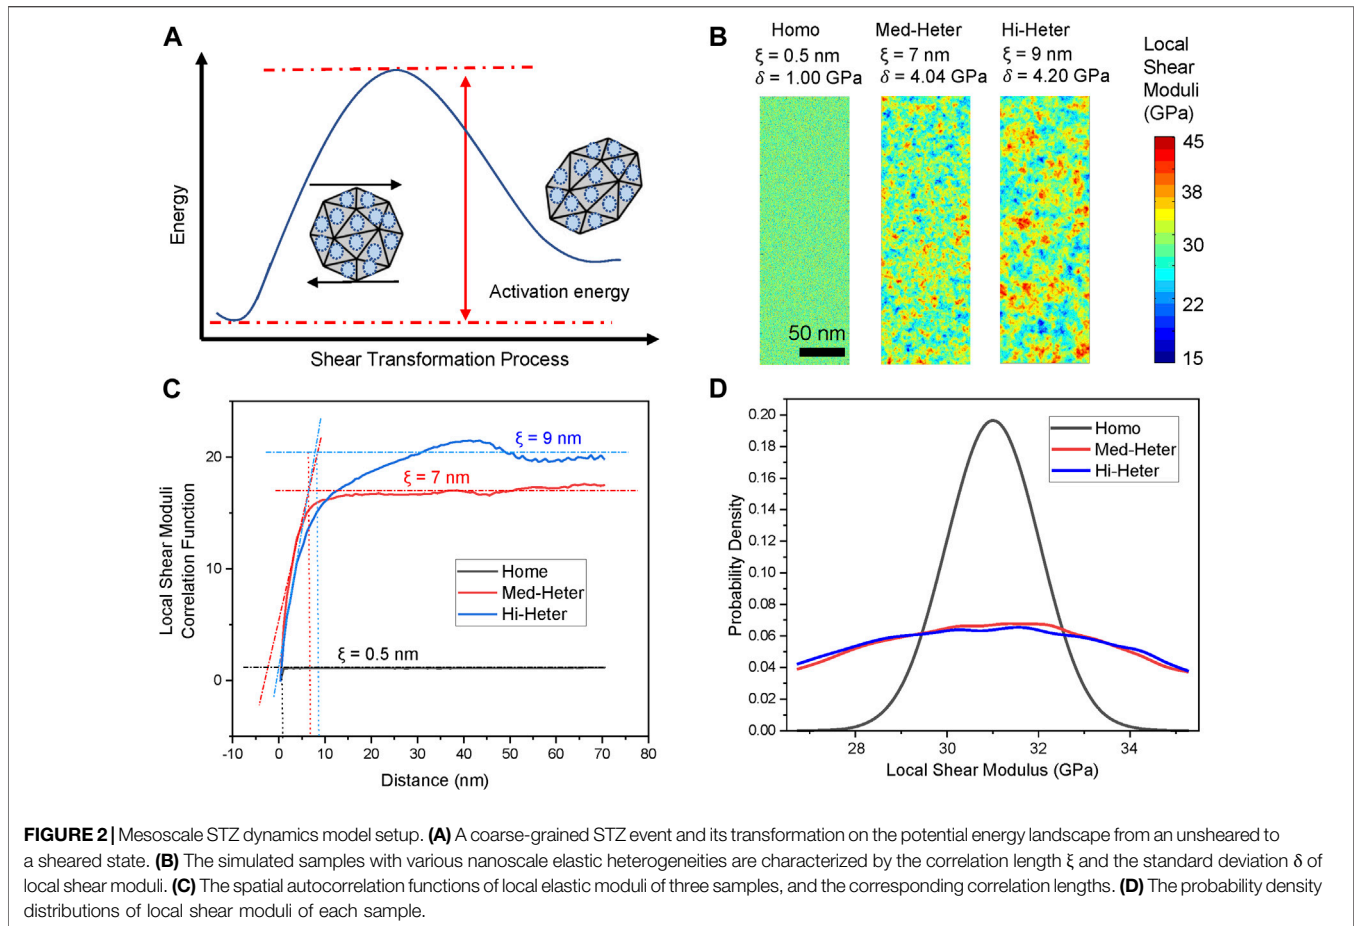 A
Energy
Activation energy
Shear Transformation Process
B
Homo
ξ = 0.5 nm
δ = 1.00 GPa
Med-Heter
ξ = 7 nm
δ = 4.04 GPa
Hi-Heter
ξ = 9 nm
δ = 4.20 GPa
50 nm
Local
Shear
Moduli
(GPa)
45
38
30
22
15
C
Local Shear Moduli
Correlation Function
20
10
0
ξ = 9 nm
ξ = 7 nm
Home
Med-Heter
Hi-Heter
ξ = 0.5 nm
-10 0 10 20 30 40 50 60 70 80
Distance (nm)
D
Probability Density
0.20
0.18
0.16
0.14
0.12
0.10
0.08
0.06
0.04
0.02
0.00
Homo
Med-Heter
Hi-Heter
28 30 32 34
Local Shear Modulus (GPa)
FIGURE 2 | Mesoscale STZ dynamics model setup. (A) A coarse-grained STZ event and its transformation on the potential energy landscape from an unsheared to
a sheared state. (B) The simulated samples with various nanoscale elastic heterogeneities are characterized by the correlation length ξ and the standard deviation δ of
local shear moduli. (C) The spatial autocorrelation functions of local elastic moduli of three samples, and the corresponding correlation lengths. (D) The probability density
distributions of local shear moduli of each sample.